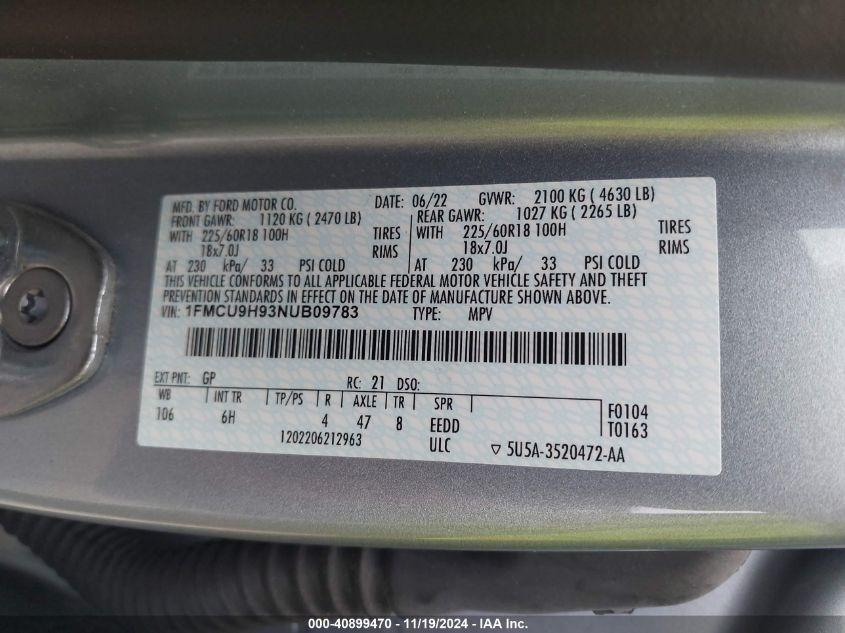 MFD. BY FORD MOTOR CO. DATE: 06/22 GVWR: 2100 KG ( 4630 LB)
FRONT GAWR: 1120 KG ( 2470 LB) REAR GAWR: 1027 KG ( 2265 LB)
WITH 225/60R18 100H TIRES WITH 225/60R18 100H TIRES
18x7.0J RIMS 18x7.0J RIMS
AT 230 kPa/ 33 PSI COLD AT 230 kPa/ 33 PSI COLD
THIS VEHICLE CONFORMS TO ALL APPLICABLE FEDERAL MOTOR VEHICLE SAFETY AND THEFT
PREVENTION STANDARDS IN EFFECT ON THE DATE OF MANUFACTURE SHOWN ABOVE.
VIN: 1FMCU9H93NUB09783 TYPE: MPV
EXT PNT: GP RC: 21 DSO:
WB INT TR TP/PS R AXLE TR SPR F0104
106 6H 4 47 8 EEDD T0163
1202206212963 ULC ▽ 5U5A-3520472-AA
000-40899470 - 11/19/2024 - IAA Inc.